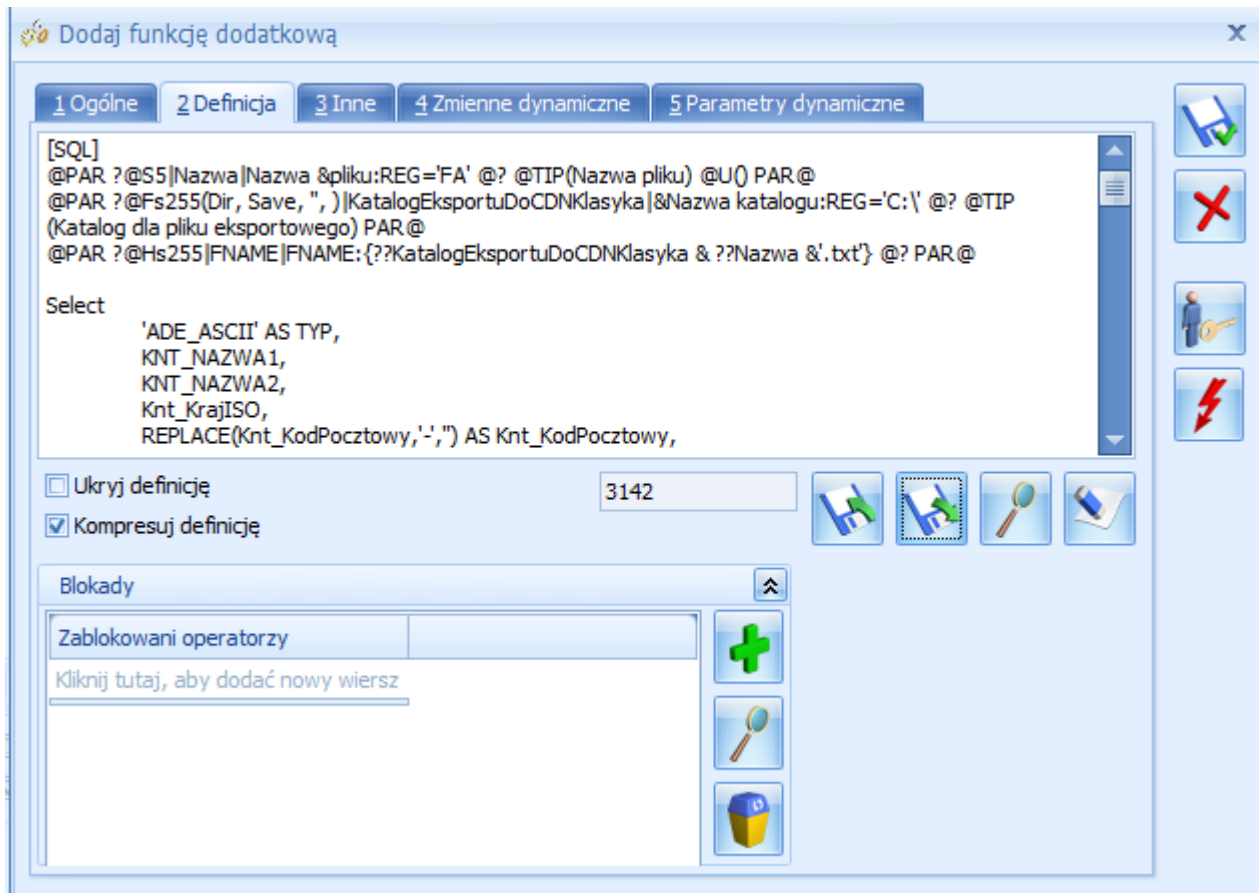 Dodaj funkcję dodatkową
1 Ogólne
2 Definicja
3 Inne
4 Zmienne dynamiczne
5 Parametry dynamiczne
[SQL]
@PAR ?@S5|Nazwa|Nazwa &pliku:REG='FA' @? @TIP(Nazwa pliku) @U() PAR@
@PAR ?@Fs255(Dir, Save, '', )|KatalogEksportuDoCDNKlasyka|&Nazwa katalogu:REG='C:\' @? @TIP
(Katalog dla pliku eksportowego) PAR@
@PAR ?@Hs255|FNAME|FNAME:{??KatalogEksportuDoCDNKlasyka & ??Nazwa &'.txt'} @? PAR@
Select
'ADE_ASCII' AS TYP,
KNT_NAZWA1,
KNT_NAZWA2,
Knt_KrajISO,
REPLACE(Knt_KodPocztowy,'-','') AS Knt_KodPocztowy,
Ukryj definicję
3142
Kompresuj definicję
Blokady
Zablokowani operatorzy
Kliknij tutaj, aby dodać nowy wiersz